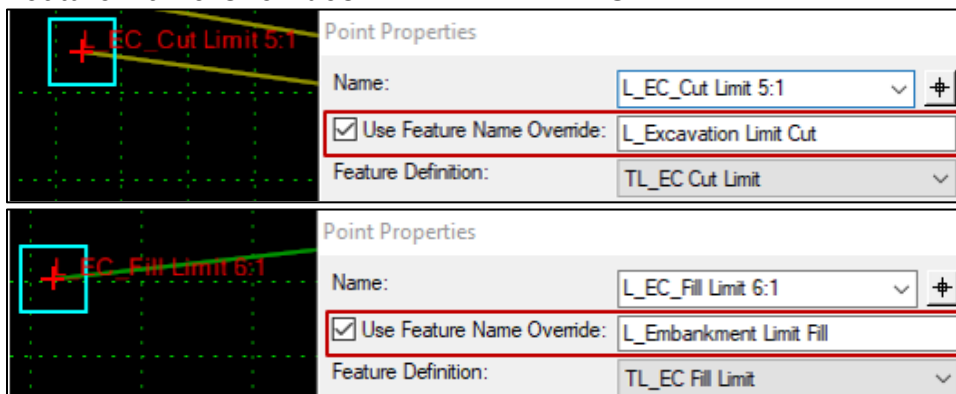 L_EC_Cut Limit 5:1
Point Properties
Name:
L_EC_Cut Limit 5:1
Use Feature Name Override:
L_Excavation Limit Cut
Feature Definition:
TL_EC Cut Limit
L_EC_Fill Limit 6:1
Point Properties
Name:
L_EC_Fill Limit 6:1
Use Feature Name Override:
L_Embankment Limit Fill
Feature Definition:
TL_EC Fill Limit